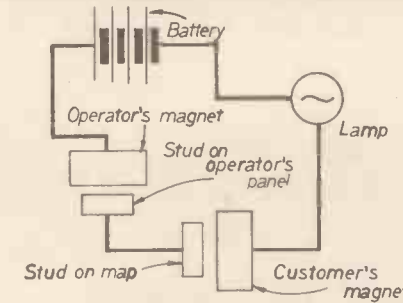 Battery
Operator's magnet
Lamp
Stud on
operator's
panel
Stud on map
Customer's
magnet